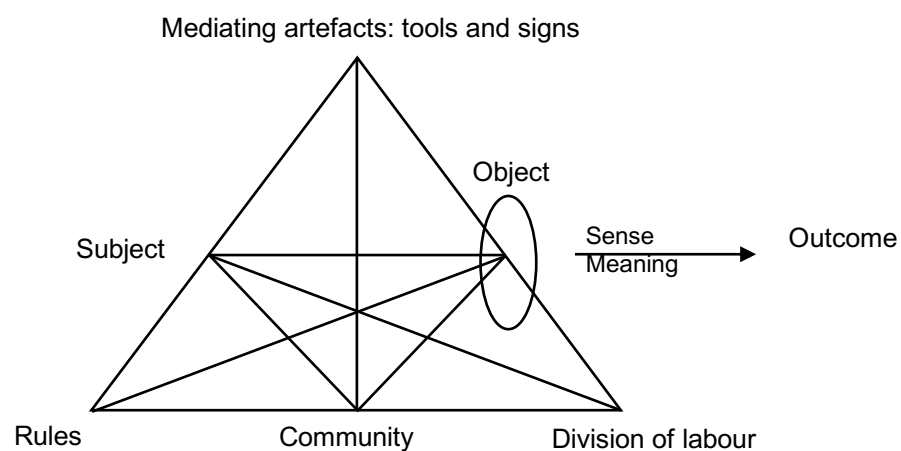 Mediating artefacts: tools and signs
Object
Subject
Sense
Meaning
Outcome
Rules
Community
Division of labour